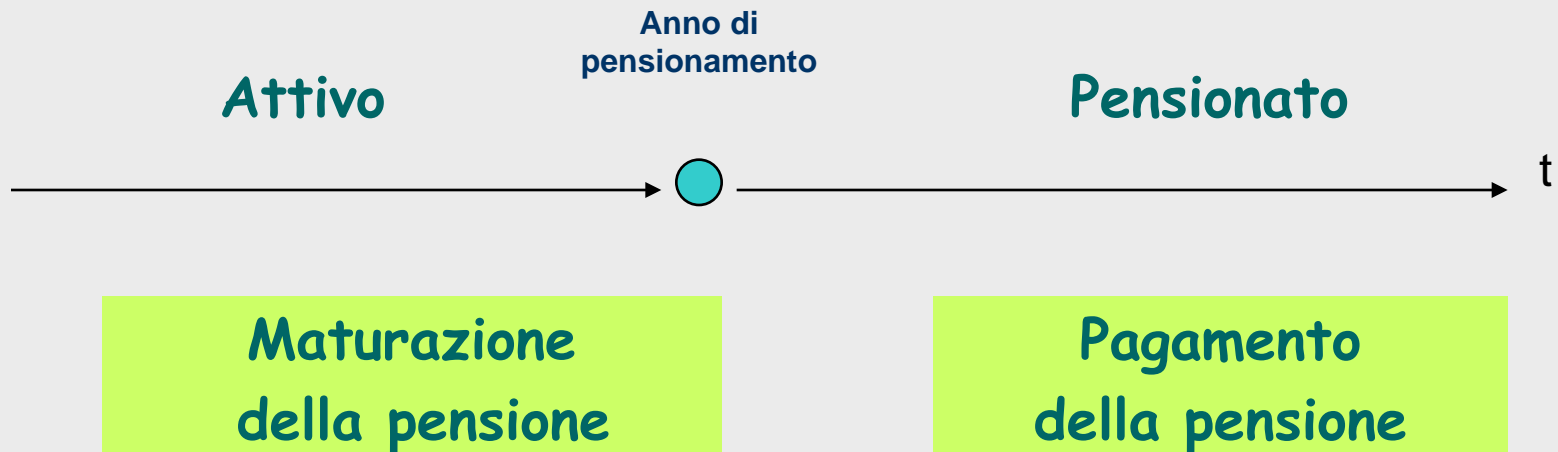 Anno di
pensionamento
Attivo
Pensionato
t
Maturazione
della pensione
Pagamento
della pensione